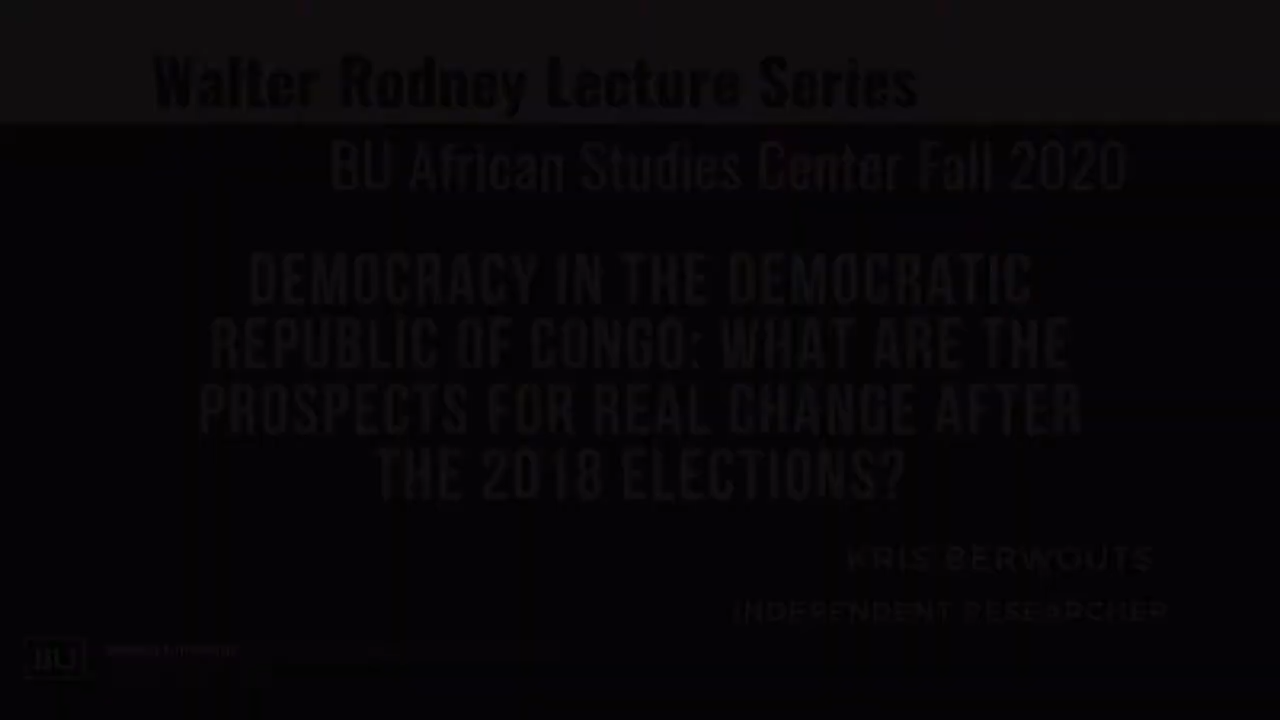 Walter Rodney Lecture Series
BU African Studies Center Fall 2020
DEMOCRACY IN THE DEMOCRATIC
REPUBLIC OF CONGO: WHAT ARE THE
PROSPECTS FOR REAL CHANGE AFTER
THE 2018 ELECTIONS?
KRIS BERWOUTS
INDEPENDENT RESEARCHER
BU